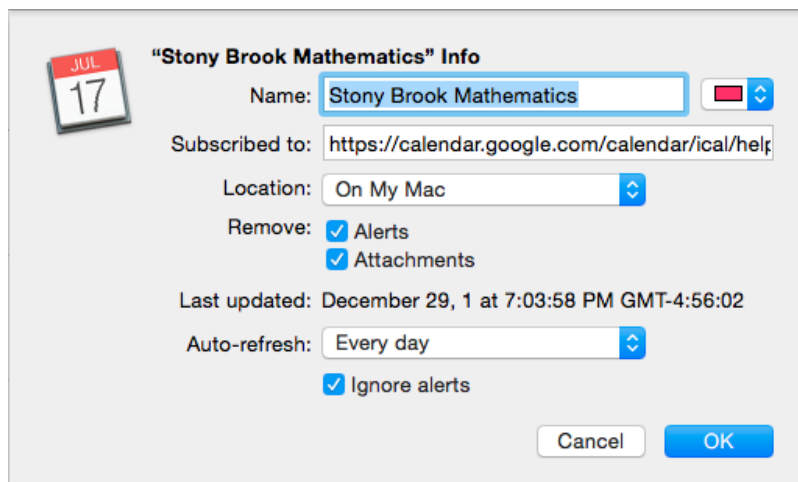 JUL
17
“Stony Brook Mathematics” Info
Name: Stony Brook Mathematics
Subscribed to: https://calendar.google.com/calendar/ical/help
Location: On My Mac
Remove: Alerts
Attachments
Last updated: December 29, 1 at 7:03:58 PM GMT-4:56:02
Auto-refresh: Every day
Ignore alerts
Cancel OK